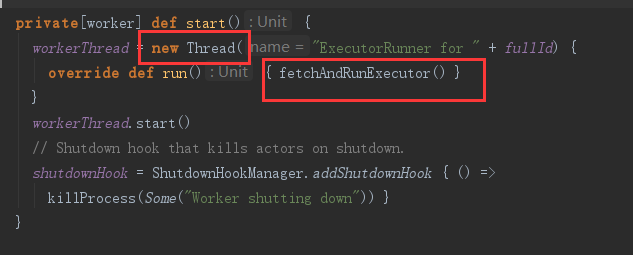 private[worker] def start() : Unit {
workerThread = new Thread( name = "ExecutorRunner for " + fullId) {
override def run() : Unit { fetchAndRunExecutor() }
}
workerThread.start()
// Shutdown hook that kills actors on shutdown.
shutdownHook = ShutdownHookManager.addShutdownHook { () =>
killProcess(Some("Worker shutting down")) }
}